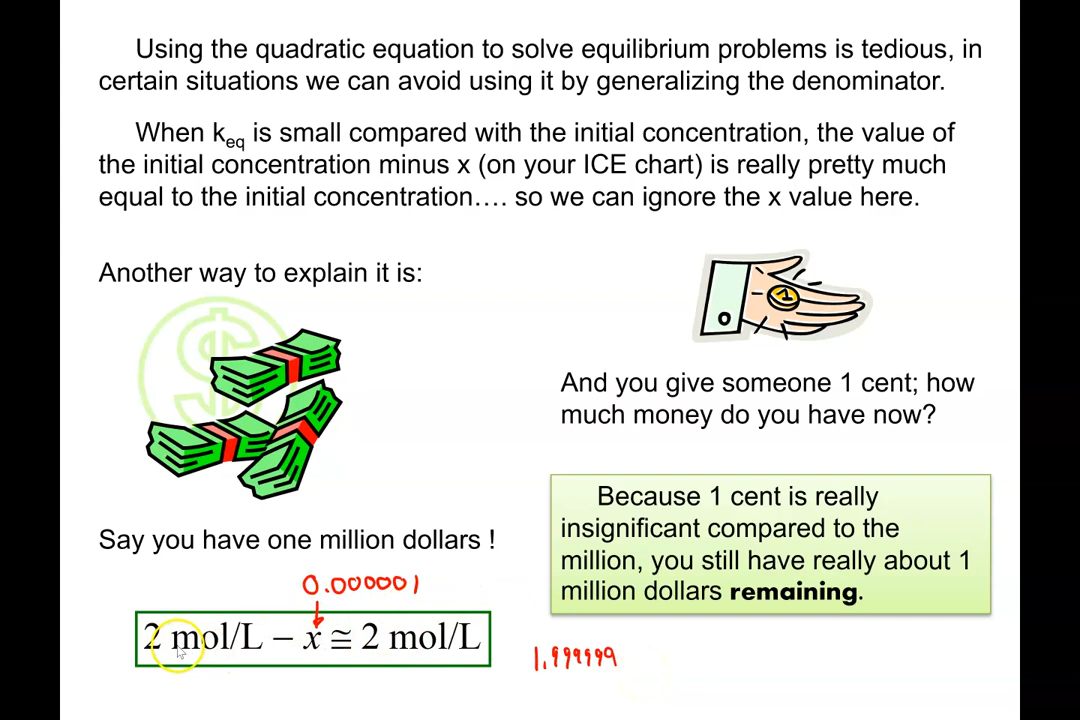 Using the quadratic equation to solve equilibrium problems is tedious, in
certain situations we can avoid using it by generalizing the denominator.
When keq is small compared with the initial concentration, the value of
the initial concentration minus x (on your ICE chart) is really pretty much
equal to the initial concentration…. so we can ignore the x value here.
Another way to explain it is:
$
1
And you give someone 1 cent; how
much money do you have now?
Say you have one million dollars !
Because 1 cent is really
insignificant compared to the
million, you still have really about 1
million dollars remaining.
0.000001
2 mol/L − x ≅ 2 mol/L
1.999999